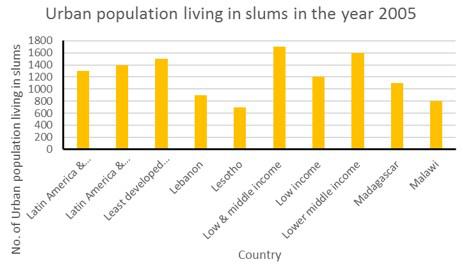 Urban population living in slums in the year 2005
No. of Urban population living in slums
1800
1600
1400
1200
1000
800
600
400
200
0
Latin America &...
Latin America &...
Least developed...
Lebanon
Lesotho
Low & middle income
Low income
Lower middle income
Madagascar
Malawi
Country